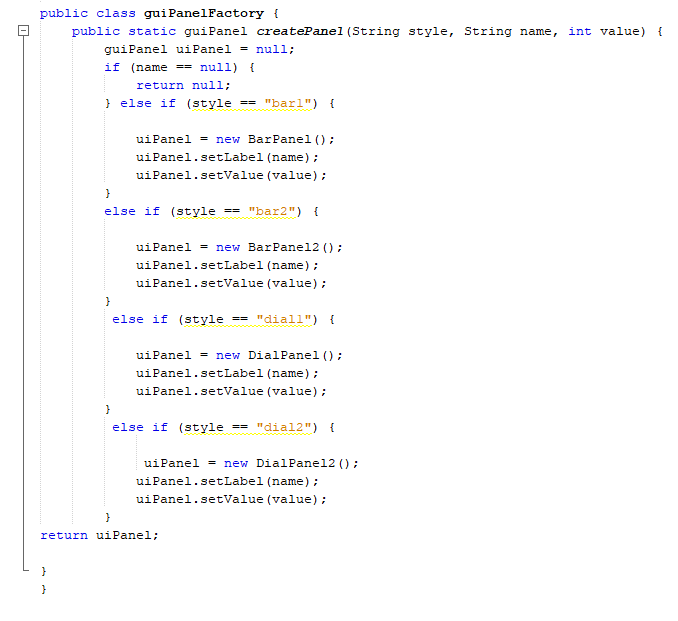 public class guiPanelFactory {
    public static guiPanel createPanel(String style, String name, int value) {
        guiPanel uiPanel = null;
        if (name == null) {
            return null;
        } else if (style == "bar1") {

            uiPanel = new BarPanel();
            uiPanel.setLabel(name);
            uiPanel.setValue(value);
        }
        else if (style == "bar2") {

            uiPanel = new BarPanel2();
            uiPanel.setLabel(name);
            uiPanel.setValue(value);
        }
         else if (style == "dial1") {

            uiPanel = new DialPanel();
            uiPanel.setLabel(name);
            uiPanel.setValue(value);
        }
         else if (style == "dial2") {

             uiPanel = new DialPanel2();
            uiPanel.setLabel(name);
            uiPanel.setValue(value);
        }
return uiPanel;

}
}